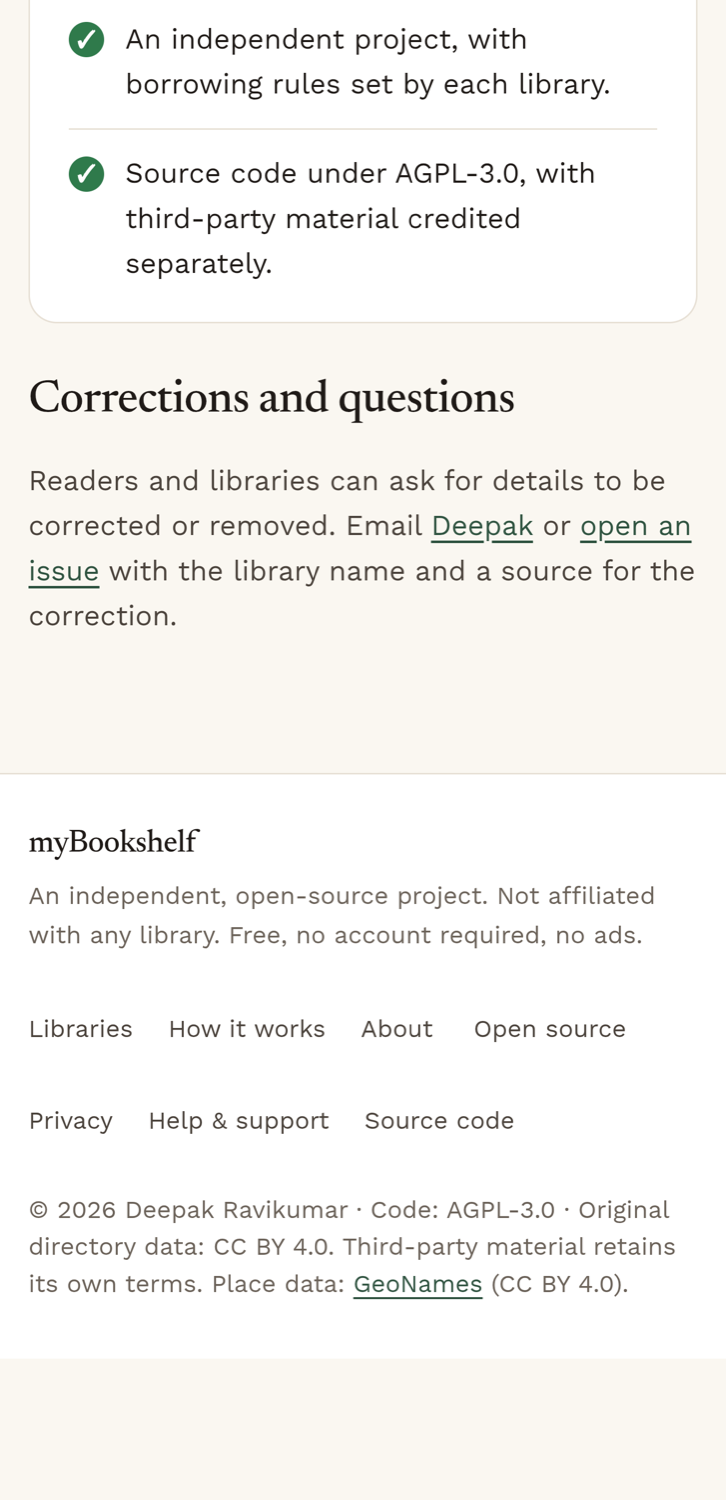 An independent project, with
borrowing rules set by each library.
Source code under AGPL-3.0, with
third-party material credited
separately.
Corrections and questions
Readers and libraries can ask for details to be
corrected or removed. Email Deepak or open an
issue with the library name and a source for the
correction.
myBookshelf
An independent, open-source project. Not affiliated
with any library. Free, no account required, no ads.
Libraries How it works About Open source
Privacy Help & support Source code
© 2026 Deepak Ravikumar · Code: AGPL-3.0 · Original
directory data: CC BY 4.0. Third-party material retains
its own terms. Place data: GeoNames (CC BY 4.0).